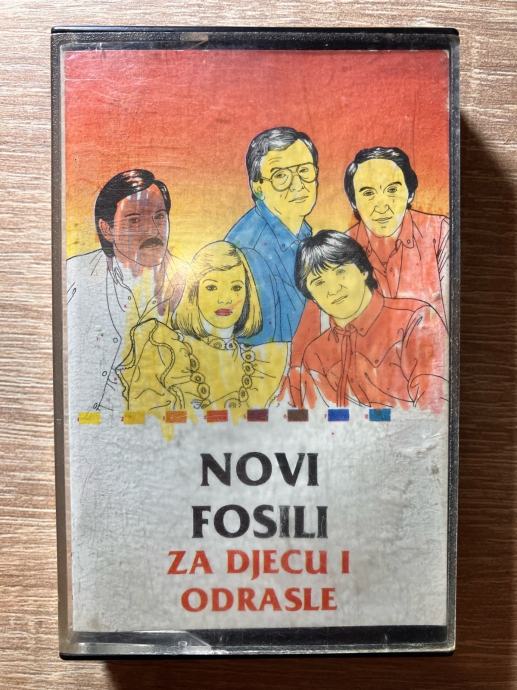 NOVI
FOSILI
ZA DJECU I
ODRASLE